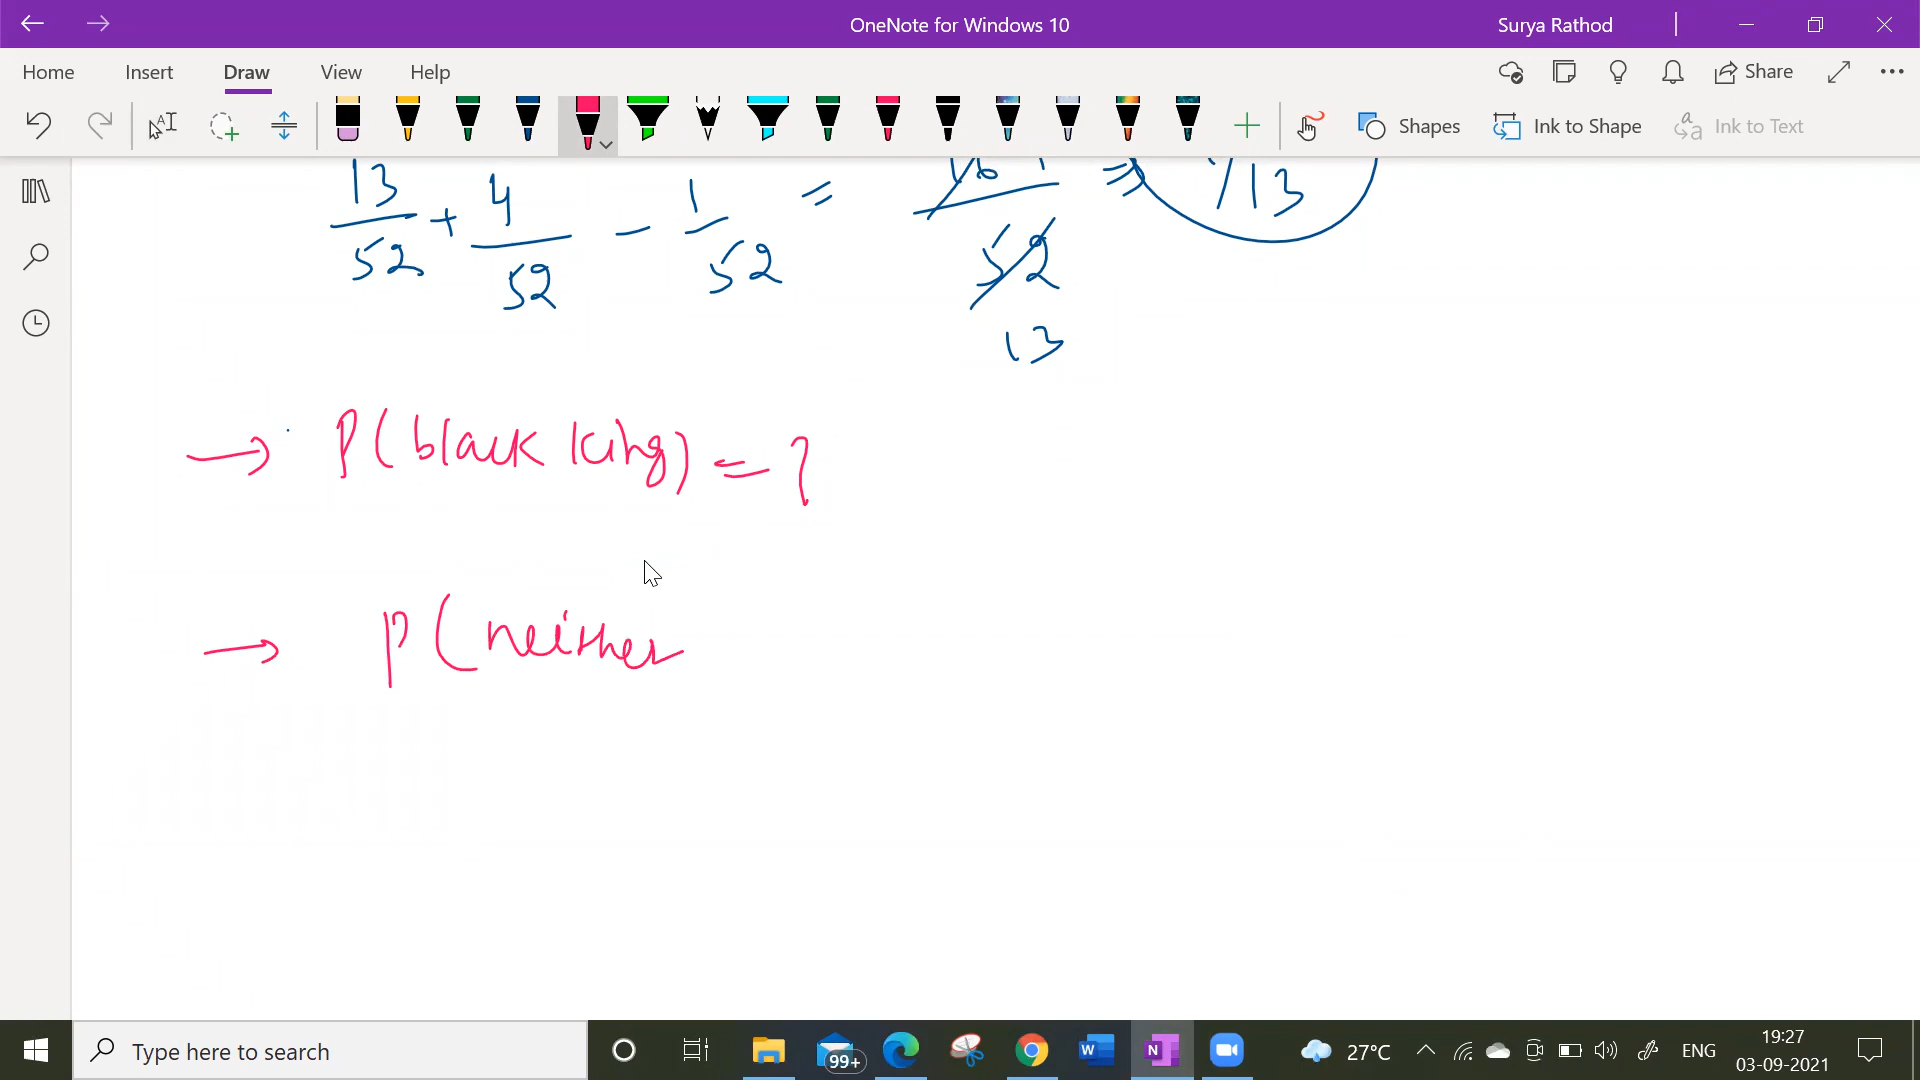 OneNote for Windows 10
Surya Rathod
Home Insert Draw View Help
Share
Shapes
Ink to Shape
Ink to Text
13/52 + 4/52 - 1/52 = 16/52 ⇒ /13
13
→ P(black king) = ?
→ P(neither
Type here to search
99+
27°C
ENG
19:27
03-09-2021